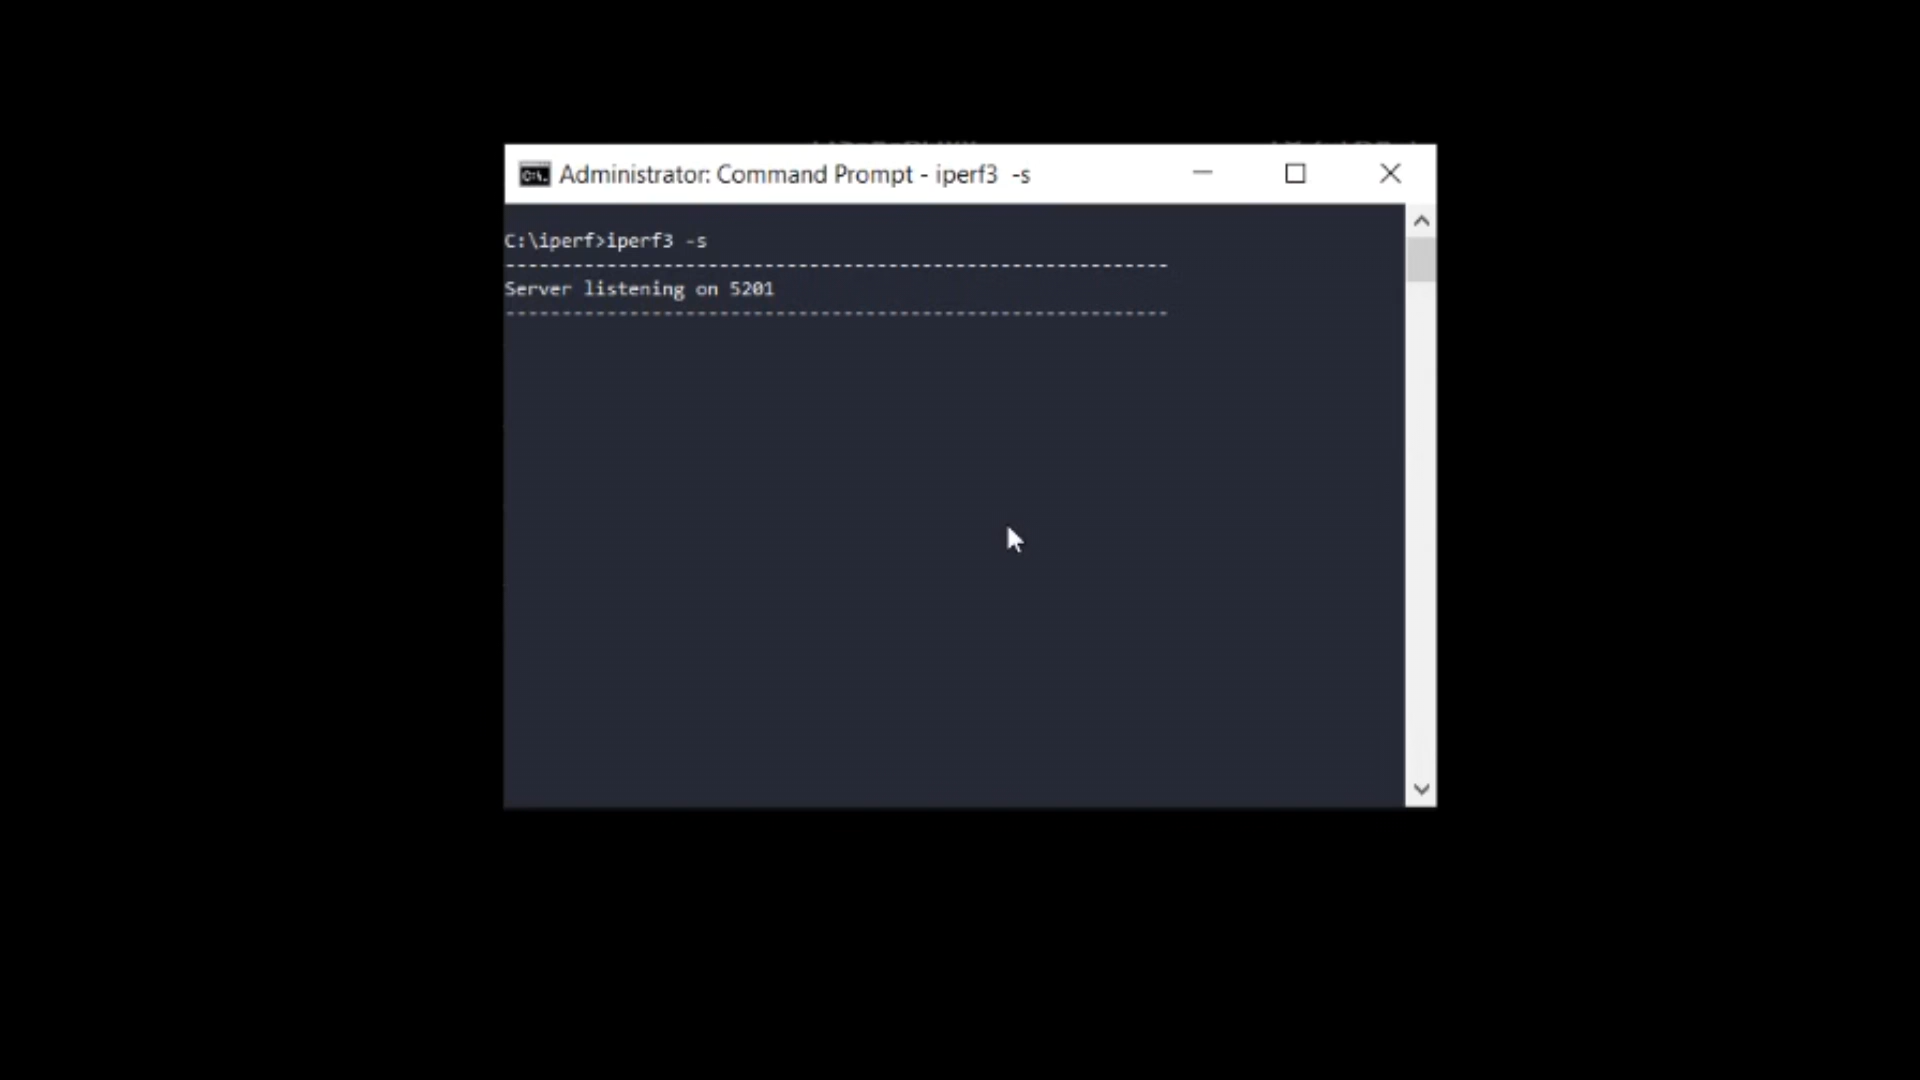 Administrator: Command Prompt - iperf3 -s
C:\iperf>iperf3 -s
-----------------------------------------------------------
Server listening on 5201
-----------------------------------------------------------